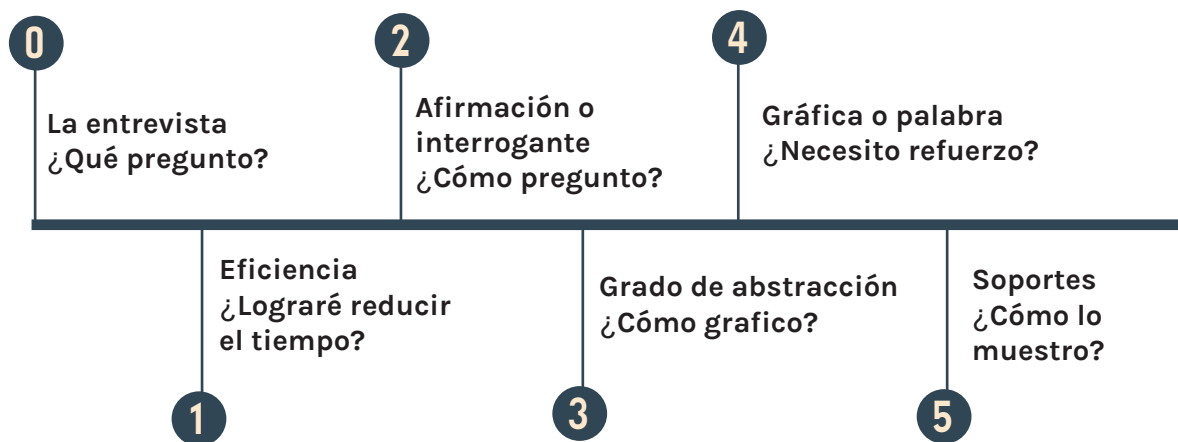 0
La entrevista
¿Qué pregunto?
1
Eficiencia
¿Lograré reducir
el tiempo?
2
Afirmación o
interrogante
¿Cómo pregunto?
3
Grado de abstracción
¿Cómo grafico?
4
Gráfica o palabra
¿Necesito refuerzo?
5
Soportes
¿Cómo lo
muestro?